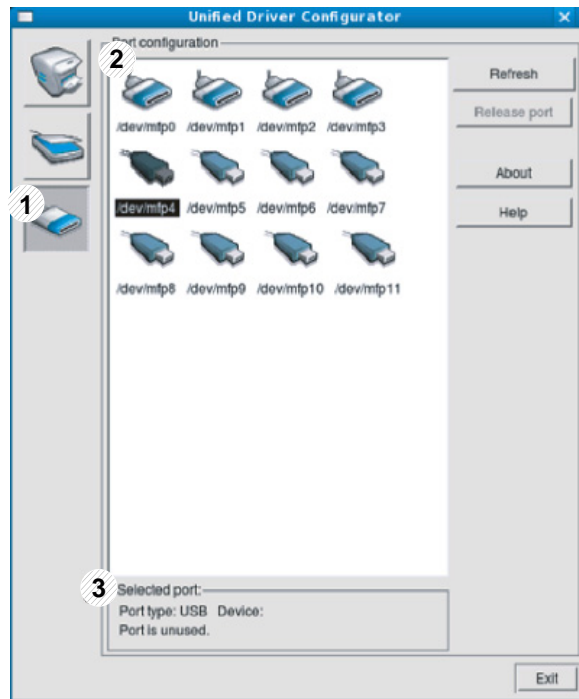 Unified Driver Configurator
Port configuration
2
/dev/mfp0 /dev/mfp1 /dev/mfp2 /dev/mfp3
/dev/mfp4 /dev/mfp5 /dev/mfp6 /dev/mfp7
/dev/mfp8 /dev/mfp9 /dev/mfp10 /dev/mfp11
1
Refresh
Release port
About
Help
3
Selected port:
Port type: USB Device:
Port is unused.
Exit